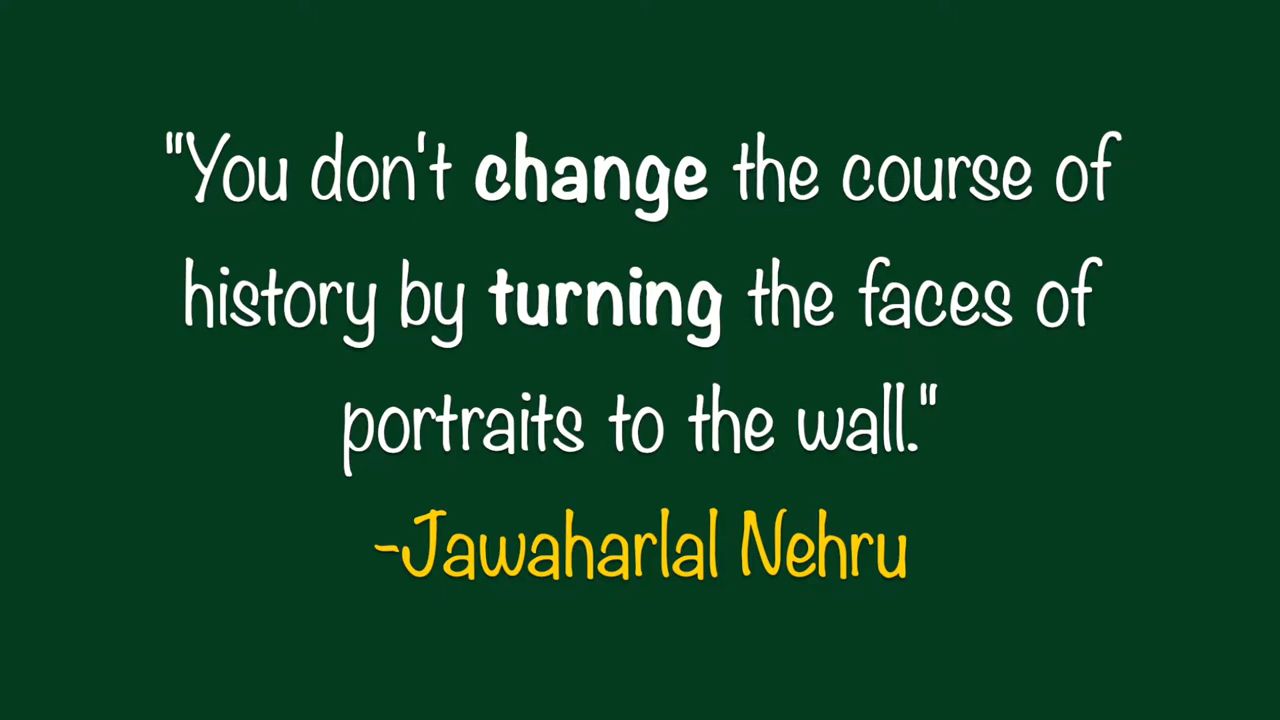 "You don't change the course of
history by turning the faces of
portraits to the wall."
-Jawaharlal Nehru